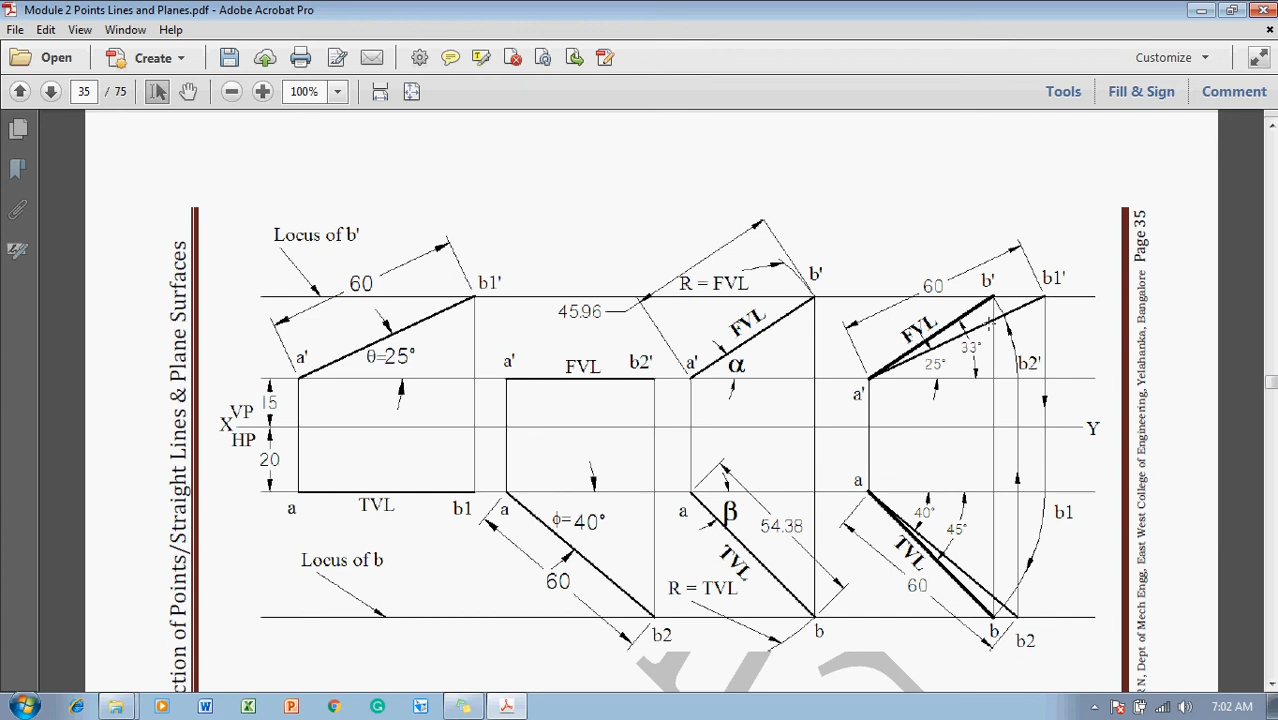 Module 2 Points Lines and Planes.pdf - Adobe Acrobat Pro
File Edit View Window Help
Open Create Customize
35 / 75 100% Tools Fill & Sign Comment
ction of Points/Straight Lines & Plane Surfaces
Locus of b'
60
b1'
a'
θ=25°
15
X VP
HP
20
a
TVL
b1
Locus of b
a'
FVL
b2'
a
ϕ=40°
60
b2
45.96
R = FVL
b'
FVL
a'
α
a
β
TVL
54.38
R = TVL
b
60
b'
b1'
FVL
33°
25°
b2'
a'
Y
a
40°
45°
b1
TVL
60
b
b2
RN, Dept of Mech Engg, East West College of Engineering, Yelahanka, Bangalore Page 35
7:02 AM